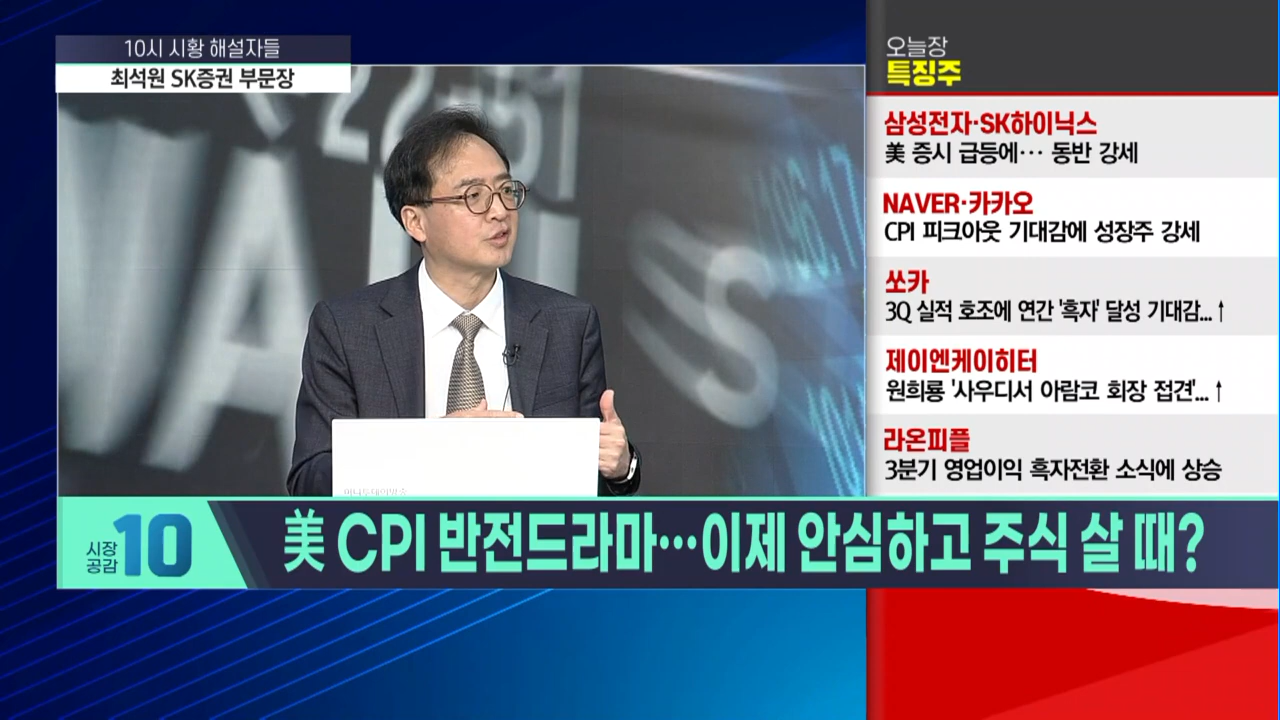 10시 시황 해설자들
최석원 SK증권 부문장
오늘장
특징주
삼성전자·SK하이닉스
美 증시 급등에… 동반 강세
NAVER·카카오
CPI 피크아웃 기대감에 성장주 강세
쏘카
3Q 실적 호조에 연간 '흑자' 달성 기대감...↑
제이엔케이히터
원희룡 '사우디서 아람코 회장 접견'...↑
라온피플
3분기 영업이익 흑자전환 소식에 상승
시장
공감
10
美 CPI 반전드라마…이제 안심하고 주식 살 때?